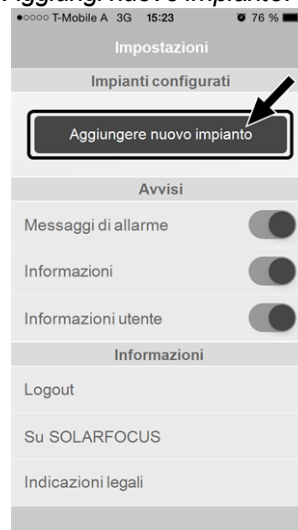 Aggiungi nuovo impianto.
●○○○○ T-Mobile A 3G 15:23 76 %
Impostazioni
Impianti configurati
Aggiungere nuovo impianto
Avvisi
Messaggi di allarme
Informazioni
Informazioni utente
Informazioni
Logout
Su SOLARFOCUS
Indicazioni legali